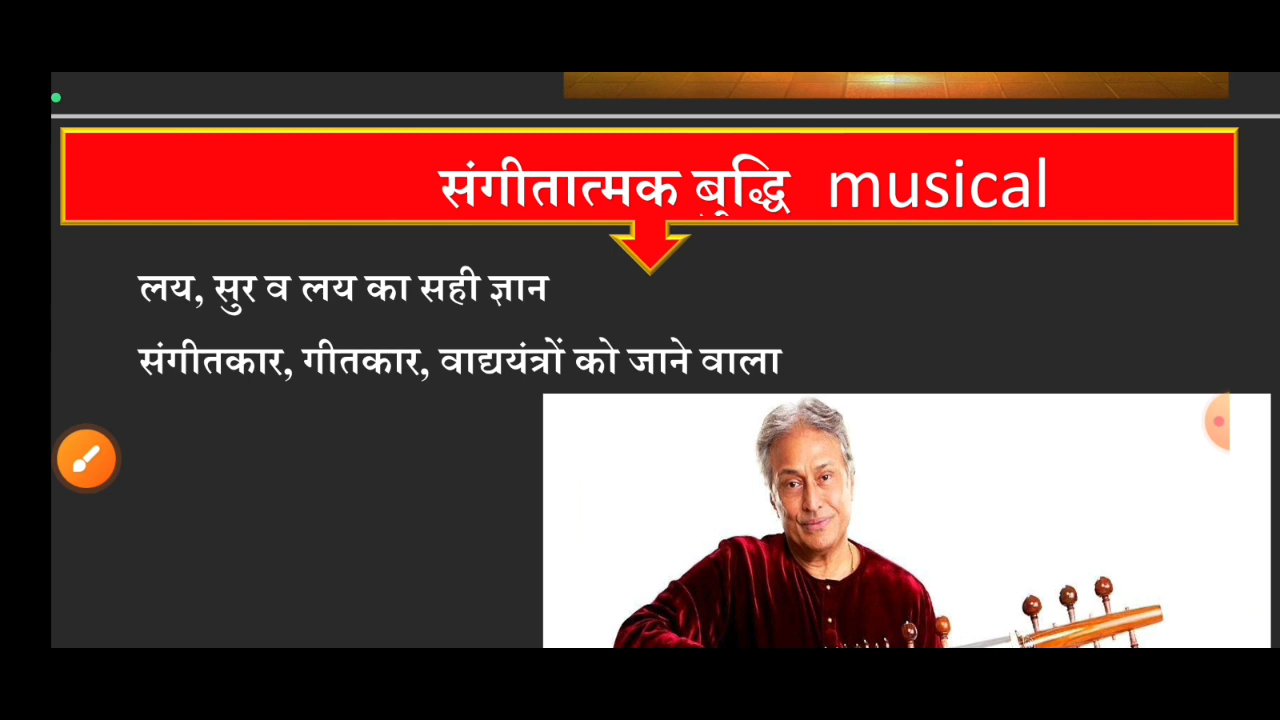 संगीतात्मक बुद्धि musical
लय, सुर व लय का सही ज्ञान
संगीतकार, गीतकार, वाद्ययंत्रों को जाने वाला